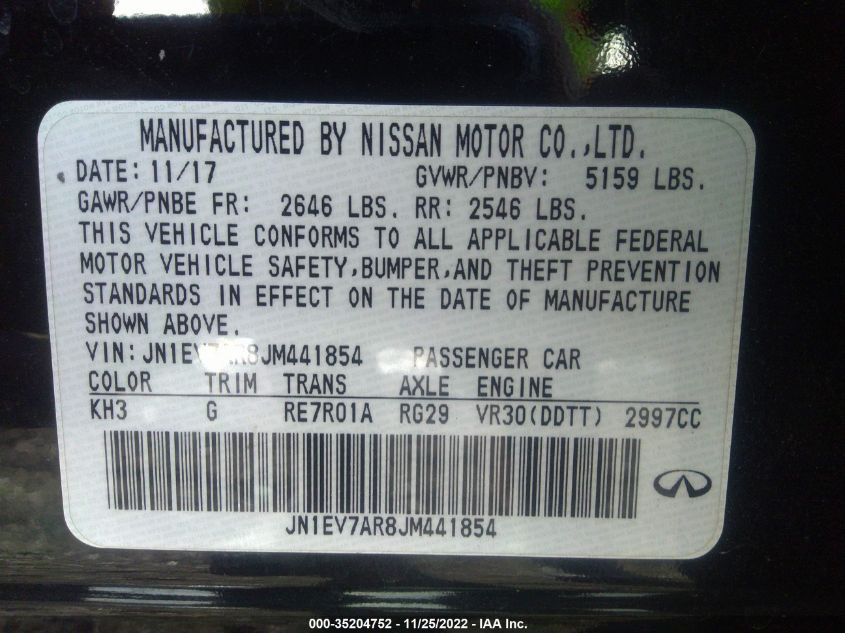 MANUFACTURED BY NISSAN MOTOR CO.,LTD.
DATE: 11/17 GVWR/PNBV: 5159 LBS.
GAWR/PNBE FR: 2646 LBS. RR: 2546 LBS.
THIS VEHICLE CONFORMS TO ALL APPLICABLE FEDERAL
MOTOR VEHICLE SAFETY,BUMPER,AND THEFT PREVENTION
STANDARDS IN EFFECT ON THE DATE OF MANUFACTURE
SHOWN ABOVE.
VIN:JN1EV7AR8JM441854 PASSENGER CAR
COLOR TRIM TRANS AXLE ENGINE
KH3 G RE7R01A RG29 VR30(DDTT) 2997CC
JN1EV7AR8JM441854
000-35204752 - 11/25/2022 - IAA Inc.